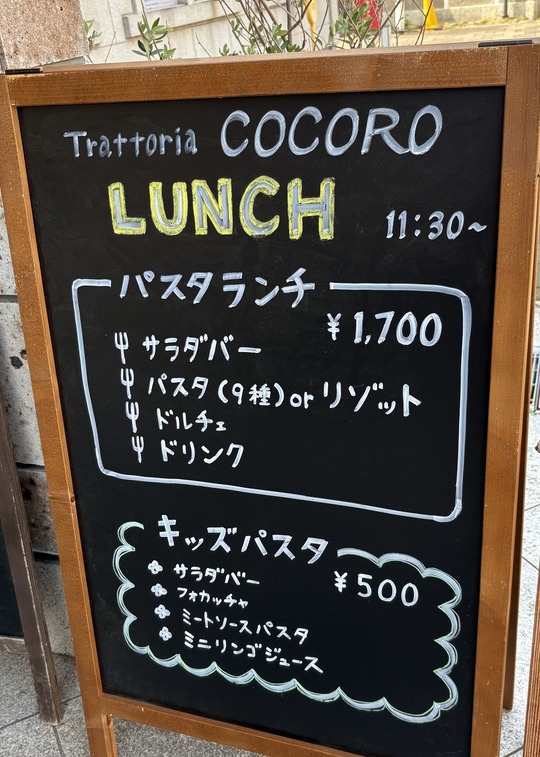 Trattoria COCORO
LUNCH 11:30~
パスタランチ
¥1,700
サラダバー
パスタ(9種)orリゾット
ドルチェ
ドリンク
キッズパスタ
¥500
サラダバー
フォカッチャ
ミートソースパスタ
ミニリンゴジュース